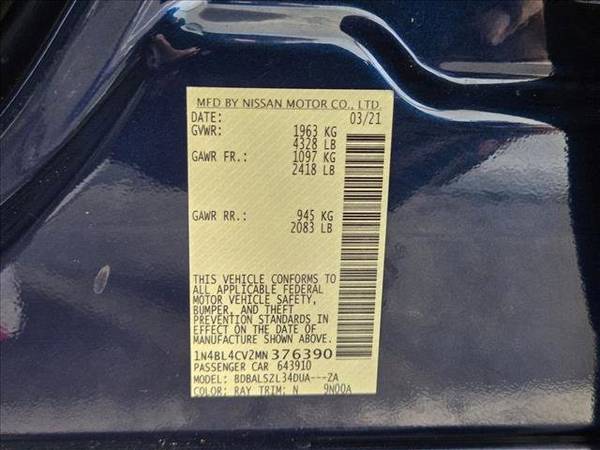 MFD BY NISSAN MOTOR CO., LTD.
DATE: 03/21
GVWR: 1963 KG
4328 LB
GAWR FR.: 1097 KG
2418 LB
GAWR RR.: 945 KG
2083 LB
THIS VEHICLE CONFORMS TO
ALL APPLICABLE FEDERAL
MOTOR VEHICLE SAFETY,
BUMPER, AND THEFT
PREVENTION STANDARDS IN
EFFECT ON THE DATE OF
MANUFACTURE SHOWN ABOVE.
1N4BL4CV2MN376390
PASSENGER CAR 643910
MODEL: BDBALSZL34DUA---ZA
COLOR: RAY TRIM: N 9N00A